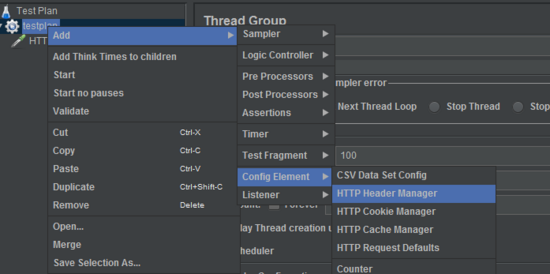 Test Plan
testplan
HTT
Thread Group
Add
Add Think Times to children
Start
Start no pauses
Validate
Cut Ctrl-X
Copy Ctrl-C
Paste Ctrl-V
Duplicate Ctrl+Shift-C
Remove Delete
Open...
Merge
Save Selection As...
Sampler
Logic Controller
Pre Processors
Post Processors
Assertions
Timer
Test Fragment
Config Element
Listener
mpler error
Next Thread Loop
Stop Thread
Sto
100
CSV Data Set Config
HTTP Header Manager
HTTP Cookie Manager
HTTP Cache Manager
HTTP Request Defaults
Counter
Forever
lay Thread creation u
heduler